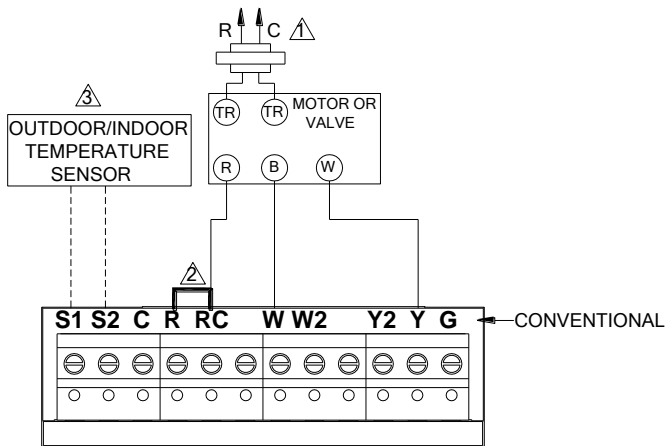 R C 1
TR TR MOTOR OR
VALVE
3
OUTDOOR/INDOOR
TEMPERATURE
SENSOR
R B W
2
S1 S2 C R RC W W2 Y2 Y G
CONVENTIONAL